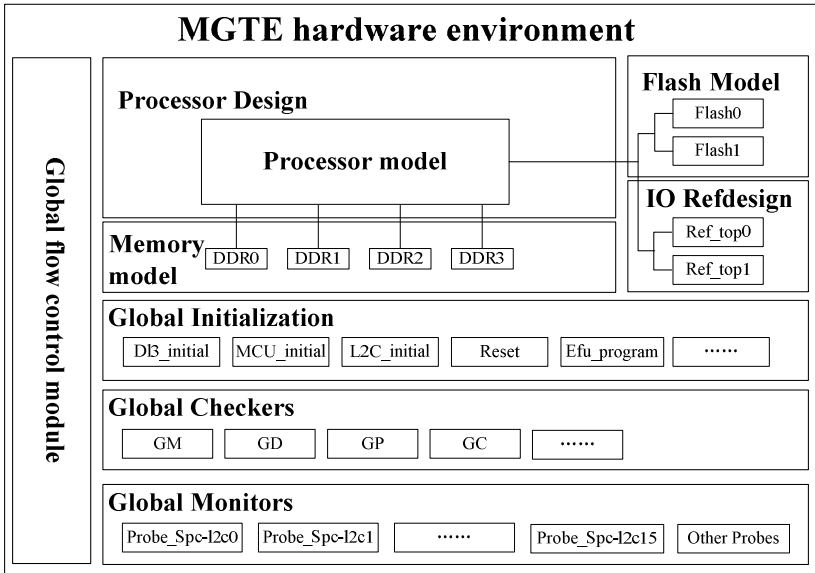 MGTE hardware environment
Global flow control module
Processor Design
Processor model
Flash Model
Flash0
Flash1
IO Refdesign
Ref_top0
Ref_top1
Memory
model
DDR0 DDR1 DDR2 DDR3
Global Initialization
Dl3_initial MCU_initial L2C_initial Reset Efu_program ......
Global Checkers
GM GD GP GC ......
Global Monitors
Probe_Spc-l2c0 Probe_Spc-l2c1 ...... Probe_Spc-l2c15 Other Probes